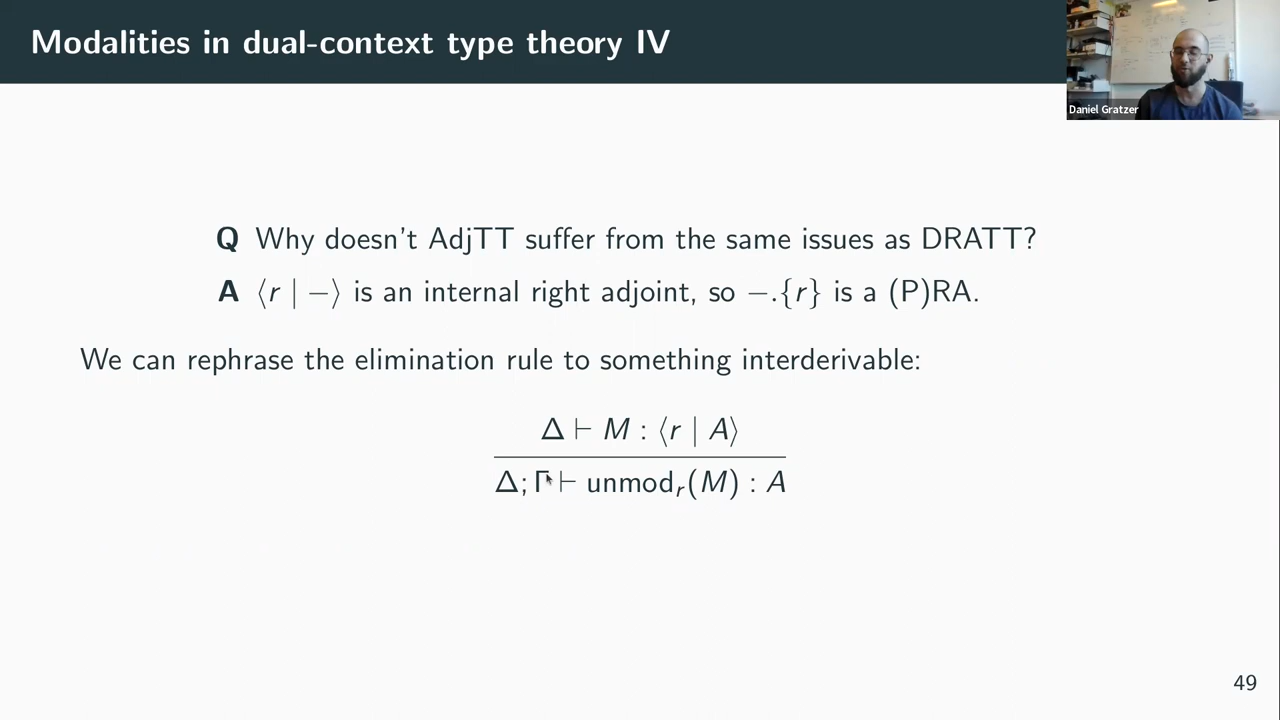 Modalities in dual-context type theory IV
Daniel Gratzer
Q Why doesn't AdjTT suffer from the same issues as DRATT?
A ⟨r | −⟩ is an internal right adjoint, so −.{r} is a (P)RA.
We can rephrase the elimination rule to something interderivable:
Δ ⊢ M : ⟨r | A⟩
Δ; Γ ⊢ unmodᵣ(M) : A
49